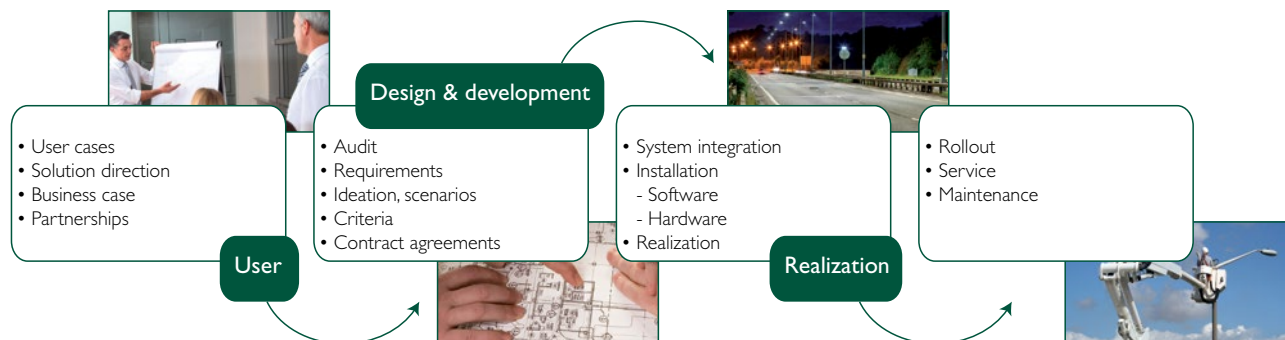 Design & development
• User cases
• Solution direction
• Business case
• Partnerships
User
• Audit
• Requirements
• Ideation, scenarios
• Criteria
• Contract agreements
• System integration
• Installation
- Software
- Hardware
• Realization
Realization
• Rollout
• Service
• Maintenance